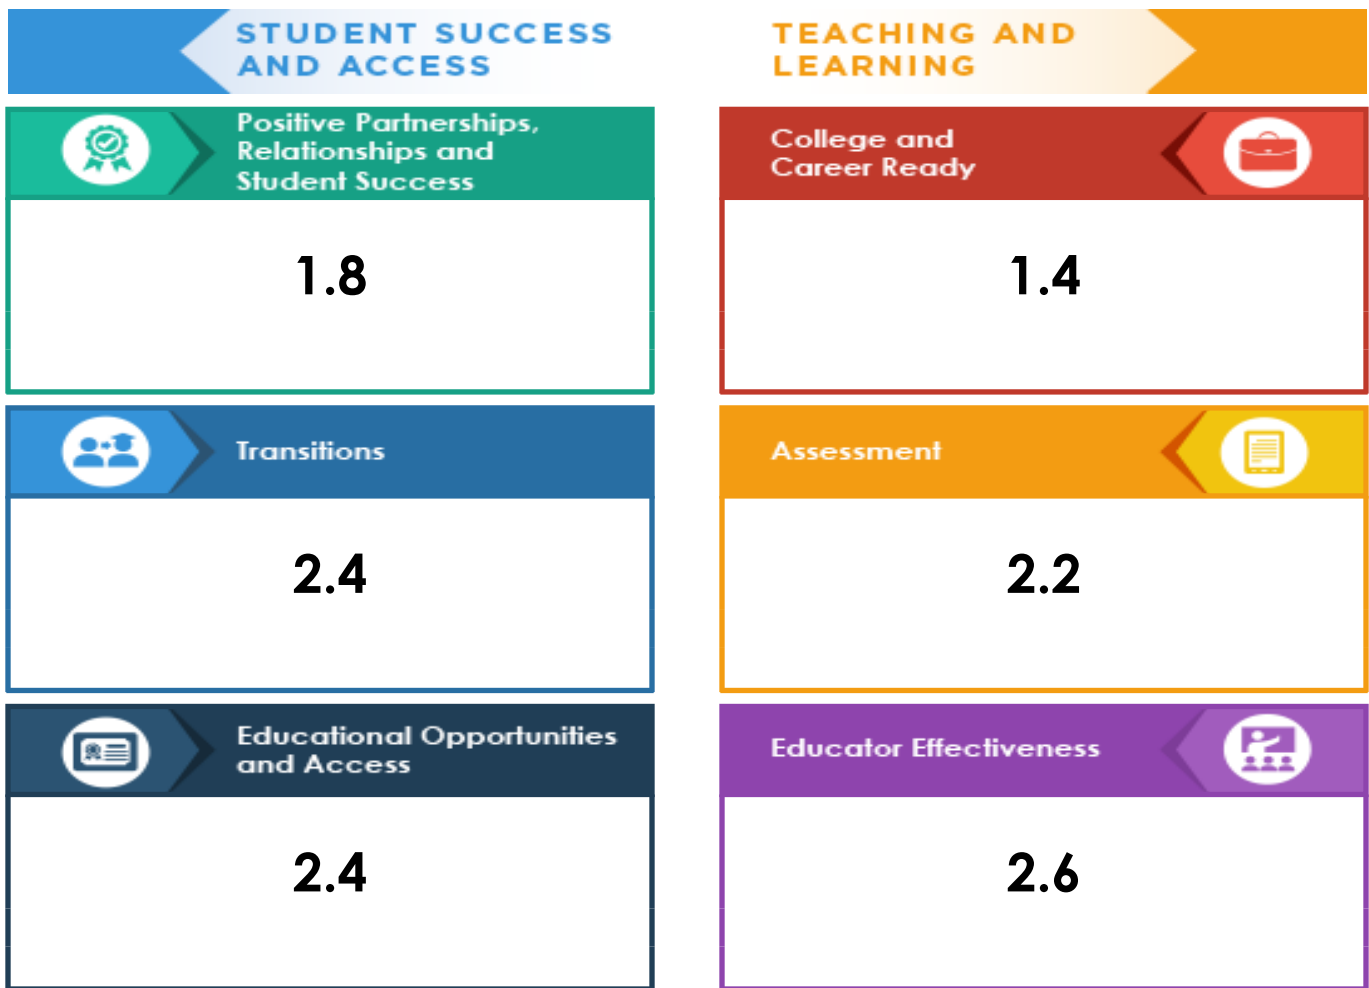 STUDENT SUCCESS
AND ACCESS
Positive Partnerships,
Relationships and
Student Success
1.8
Transitions
2.4
Educational Opportunities
and Access
2.4
TEACHING AND
LEARNING
College and
Career Ready
1.4
Assessment
2.2
Educator Effectiveness
2.6